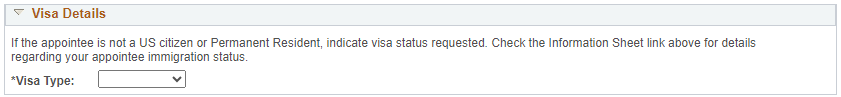 Visa Details
If the appointee is not a US citizen or Permanent Resident, indicate visa status requested. Check the Information Sheet link above for details
regarding your appointee immigration status.
*Visa Type: